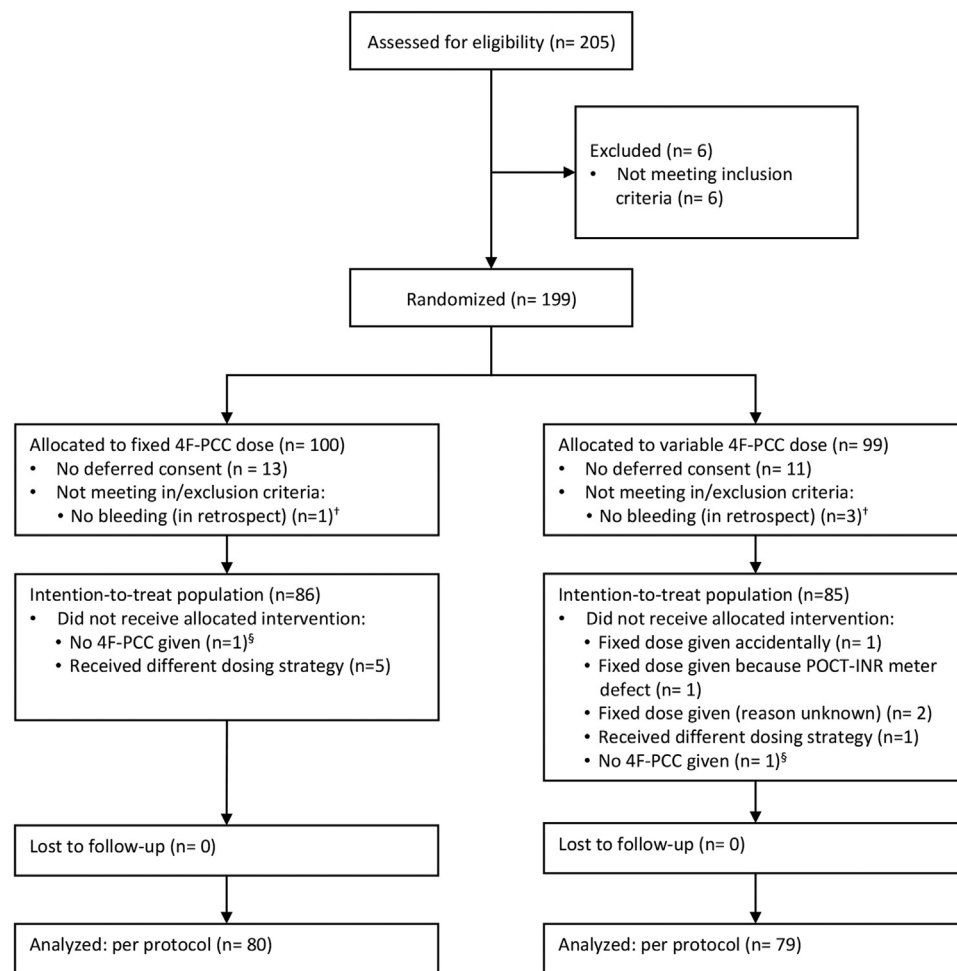 Assessed for eligibility (n= 205)
Excluded (n= 6)
• Not meeting inclusion
criteria (n= 6)
Randomized (n= 199)
Allocated to fixed 4F-PCC dose (n= 100)
• No deferred consent (n = 13)
• Not meeting in/exclusion criteria:
• No bleeding (in retrospect) (n=1)†
Allocated to variable 4F-PCC dose (n= 99)
• No deferred consent (n= 11)
• Not meeting in/exclusion criteria:
• No bleeding (in retrospect) (n=3)†
Intention-to-treat population (n=86)
• Did not receive allocated intervention:
• No 4F-PCC given (n=1)§
• Received different dosing strategy (n=5)
Intention-to-treat population (n=85)
• Did not receive allocated intervention:
• Fixed dose given accidentally (n= 1)
• Fixed dose given because POCT-INR meter
defect (n= 1)
• Fixed dose given (reason unknown) (n= 2)
• Received different dosing strategy (n=1)
• No 4F-PCC given (n= 1)§
Lost to follow-up (n= 0)
Lost to follow-up (n= 0)
Analyzed: per protocol (n= 80)
Analyzed: per protocol (n= 79)